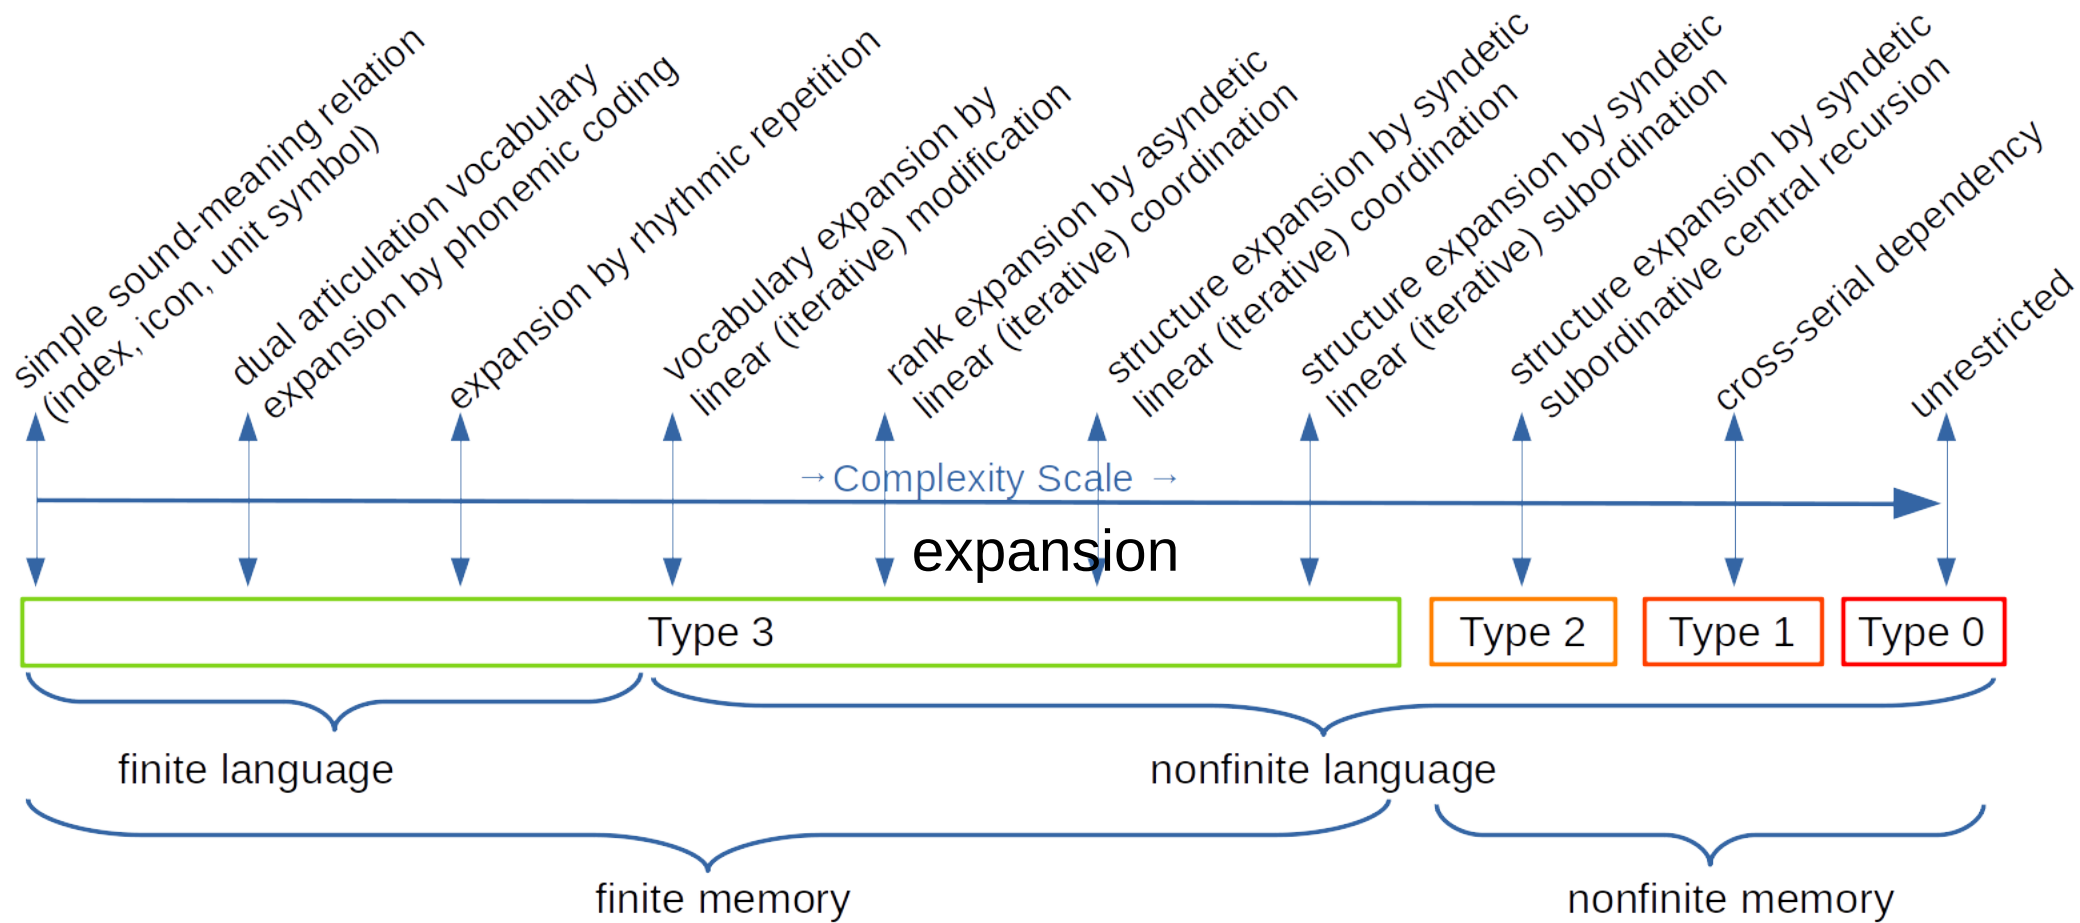 simple sound-meaning relation
(index, icon, unit symbol)
dual articulation vocabulary
expansion by phonemic coding
expansion by rhythmic repetition
vocabulary expansion by
linear (iterative) modification
rank expansion by asyndetic
linear (iterative) coordination
structure expansion by syndetic
linear (iterative) coordination
structure expansion by syndetic
linear (iterative) subordination
structure expansion by syndetic
subordinative central recursion
cross-serial dependency
unrestricted
→Complexity Scale →
expansion
Type 3
Type 2
Type 1
Type 0
finite language
nonfinite language
finite memory
nonfinite memory